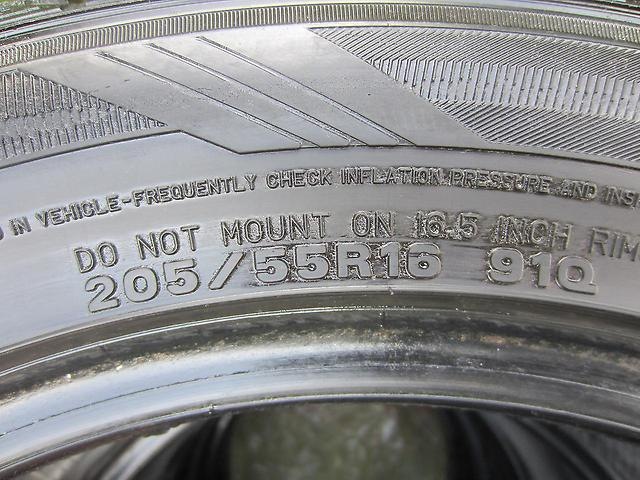 IN VEHICLE-FREQUENTLY CHECK INFLATION PRESSURE AND
DO NOT MOUNT ON 16.5 INCH RIM
205/55R16 91Q